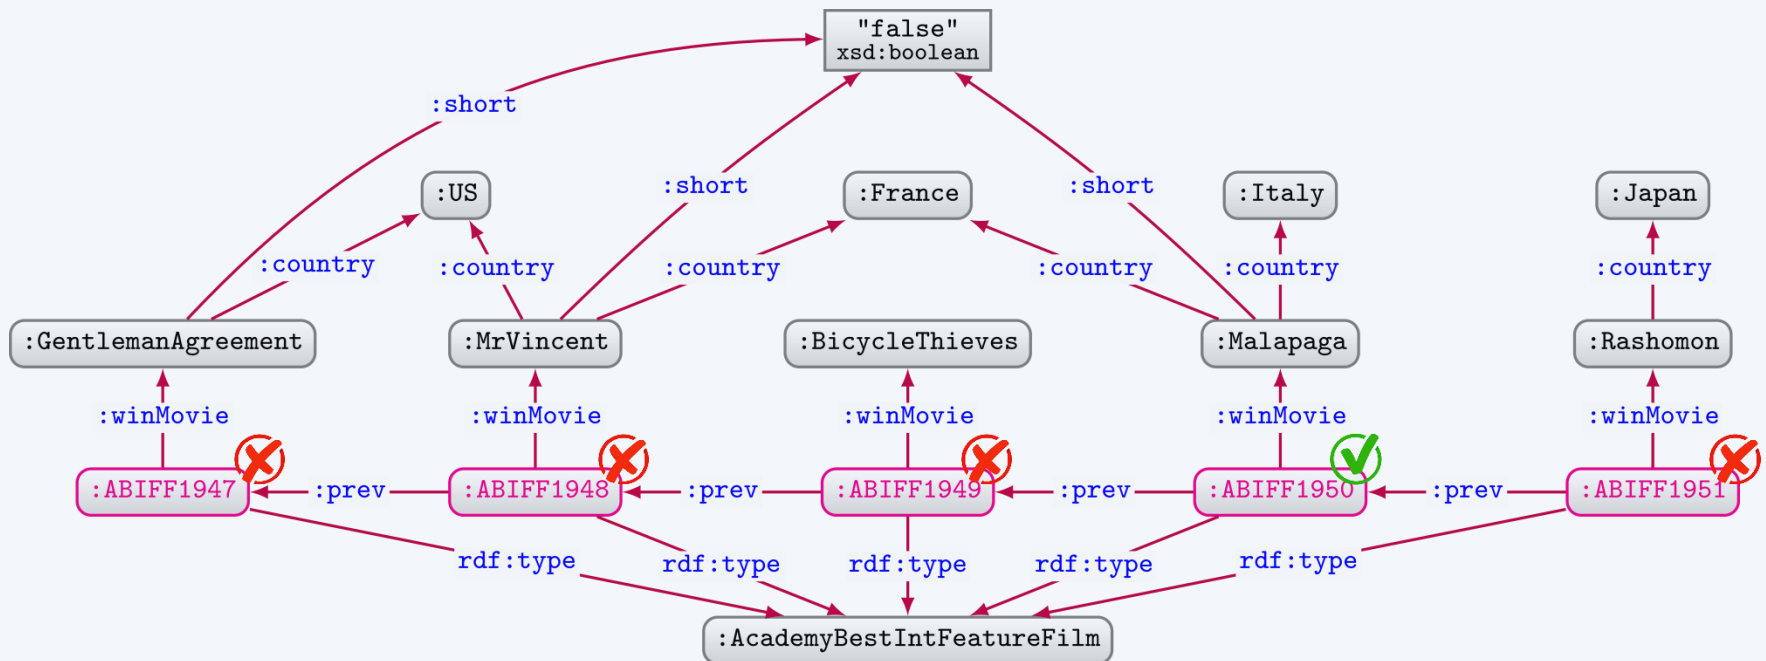 "false"
xsd:boolean
:short
:US
:short
:France
:short
:Italy
:Japan
:country
:country
:country
:country
:country
:country
:GentlemanAgreement
:MrVincent
:BicycleThieves
:Malapaga
:Rashomon
:winMovie
:winMovie
:winMovie
:winMovie
:winMovie
:ABIFF1947
:prev
:ABIFF1948
:prev
:ABIFF1949
:prev
:ABIFF1950
:prev
:ABIFF1951
rdf:type
rdf:type
rdf:type
rdf:type
rdf:type
:AcademyBestIntFeatureFilm